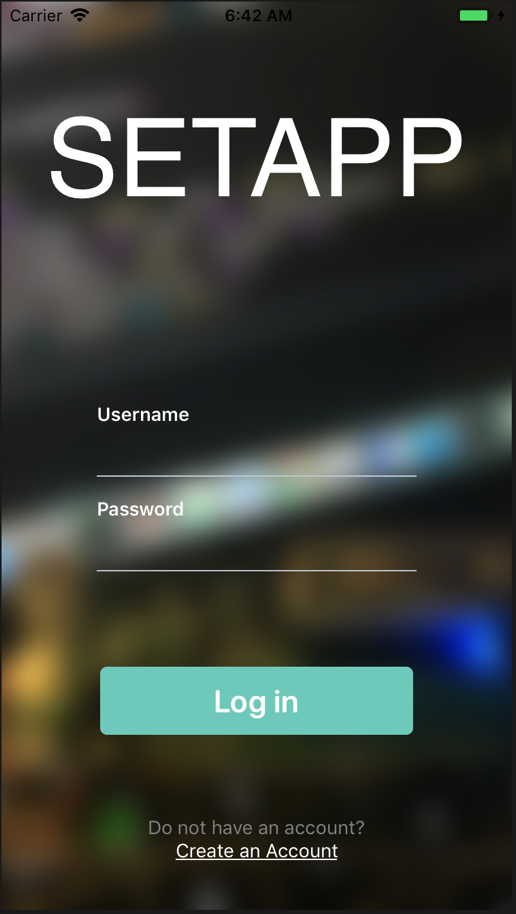 Carrier 6:42 AM
SETAPP
Username
Password
Log in
Do not have an account?
Create an Account